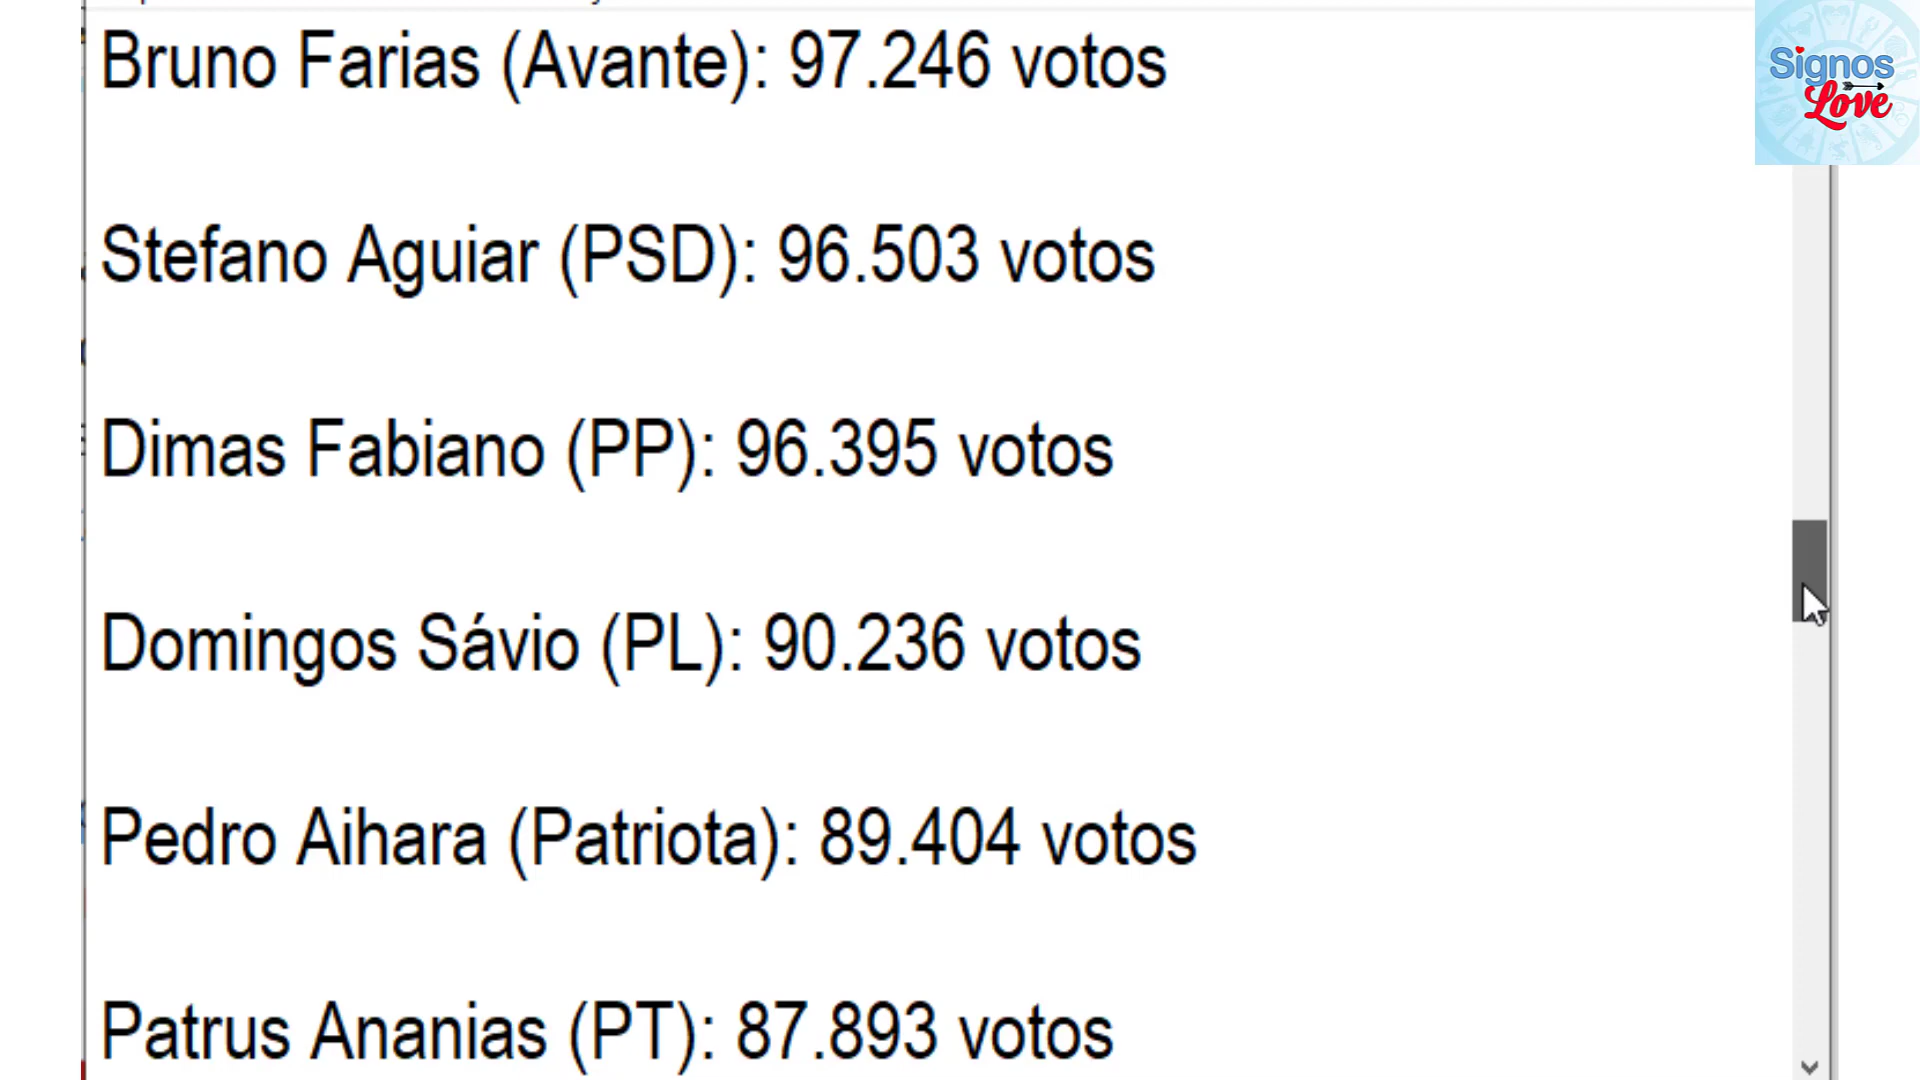 Bruno Farias (Avante): 97.246 votos
Signos
Love
Stefano Aguiar (PSD): 96.503 votos
Dimas Fabiano (PP): 96.395 votos
Domingos Sávio (PL): 90.236 votos
Pedro Aihara (Patriota): 89.404 votos
Patrus Ananias (PT): 87.893 votos